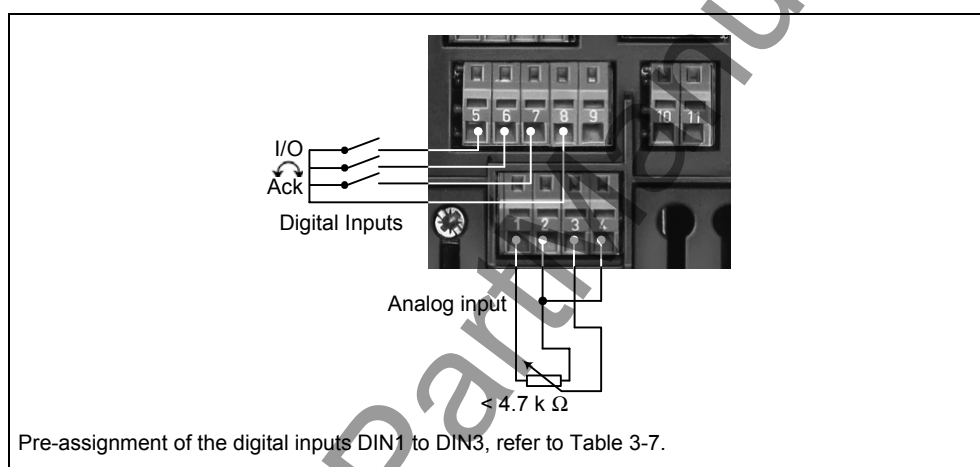 5 6 7 8 9 10 11
I/O
Ack
Digital Inputs
1 2 3 4
Analog input
< 4.7 k Ω
Pre-assignment of the digital inputs DIN1 to DIN3, refer to Table 3-7.